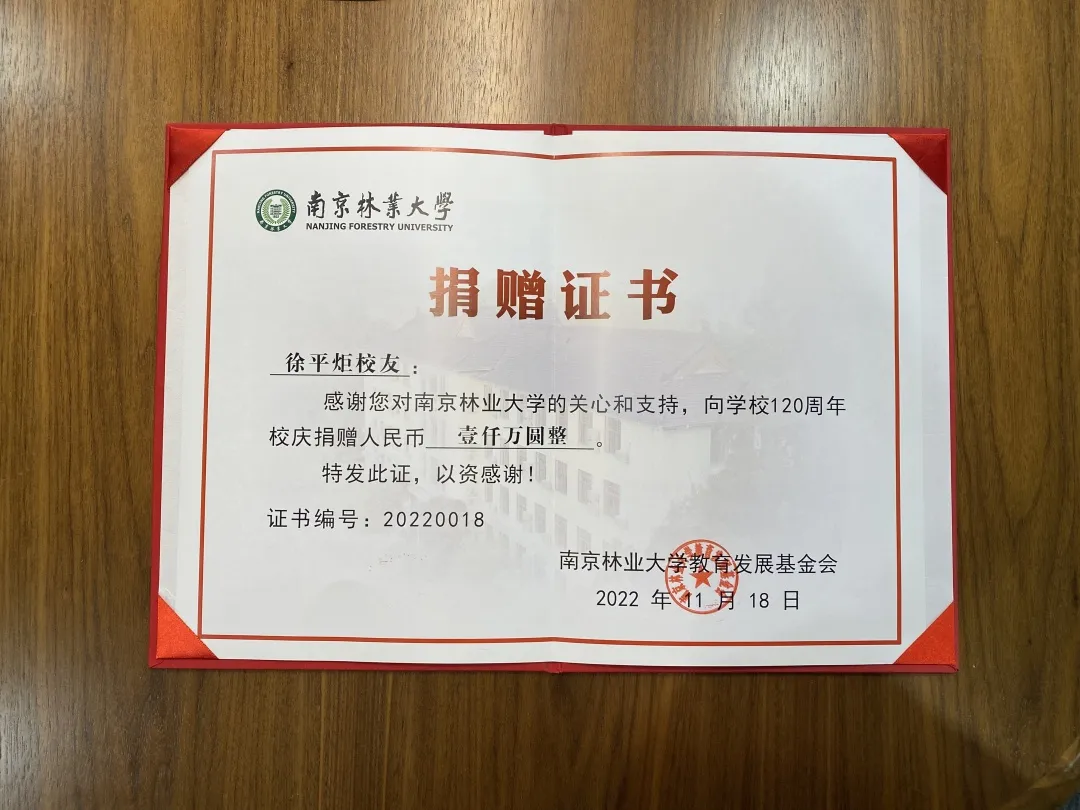 南京林業大學
NANJING FORESTRY UNIVERSITY
捐赠证书
徐平炬校友：
感谢您对南京林业大学的关心和支持，向学校120周年
校庆捐赠人民币 壹仟万圆整 。
特发此证，以资感谢！
证书编号：20220018
南京林业大学教育发展基金会
2022 年 11 月 18 日